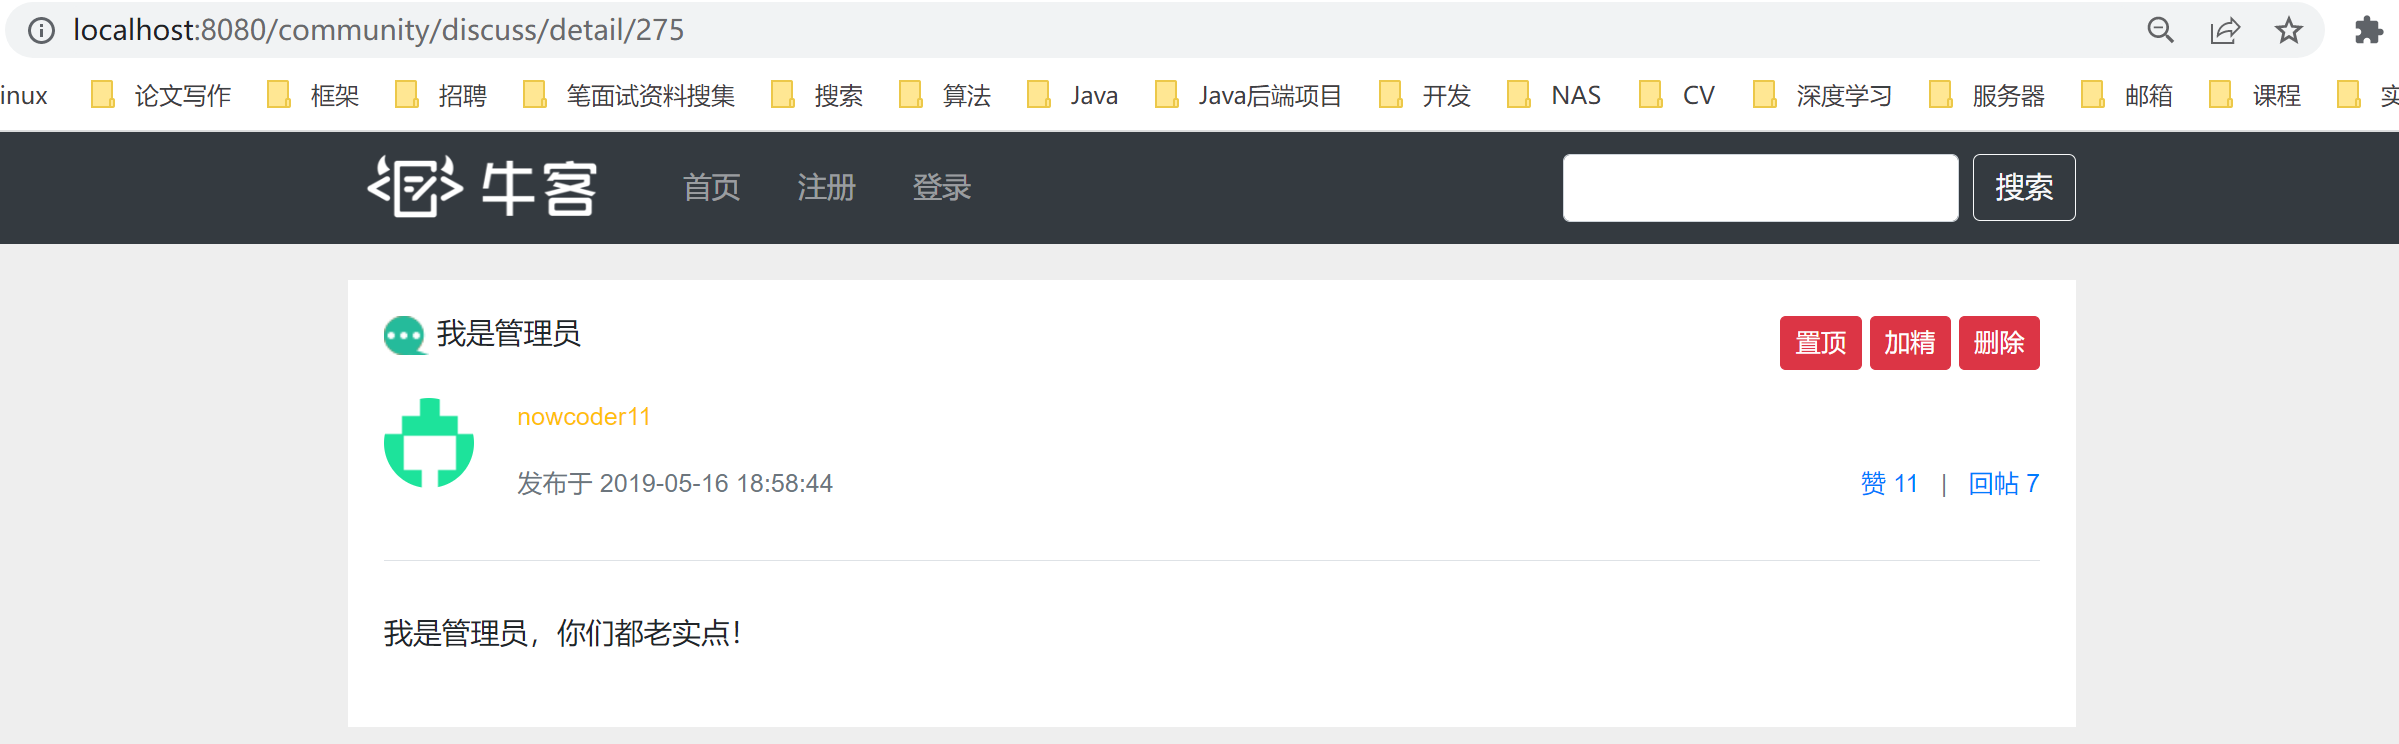 localhost:8080/community/discuss/detail/275
inux 论文写作 框架 招聘 笔面试资料搜集 搜索 算法 Java Java后端项目 开发 NAS CV 深度学习 服务器 邮箱 课程
牛客 首页 注册 登录 搜索
我是管理员 置顶 加精 删除
nowcoder11
发布于 2019-05-16 18:58:44 赞 11 | 回帖 7
我是管理员，你们都老实点！